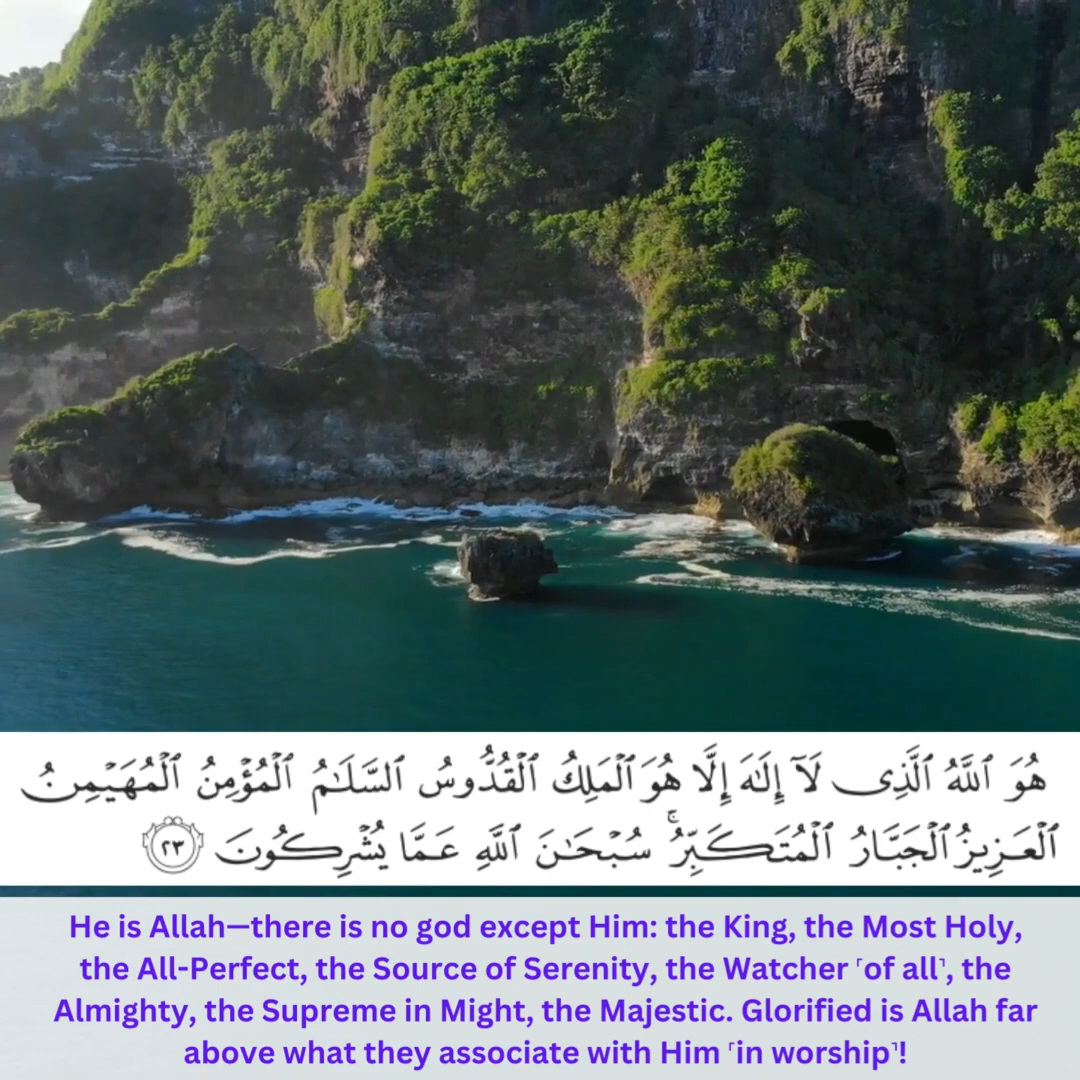 هُوَ ٱللَّهُ ٱلَّذِى لَآ إِلَـٰهَ إِلَّا هُوَ ٱلْمَلِكُ ٱلْقُدُّوسُ ٱلسَّلَـٰمُ ٱلْمُؤْمِنُ ٱلْمُهَيْمِنُ
ٱلْعَزِيزُ ٱلْجَبَّارُ ٱلْمُتَكَبِّرُ ۚ سُبْحَـٰنَ ٱللَّهِ عَمَّا يُشْرِكُونَ ٢٣
He is Allah—there is no god except Him: the King, the Most Holy,
the All-Perfect, the Source of Serenity, the Watcher ˹of all˺, the
Almighty, the Supreme in Might, the Majestic. Glorified is Allah far
above what they associate with Him ˹in worship˺!